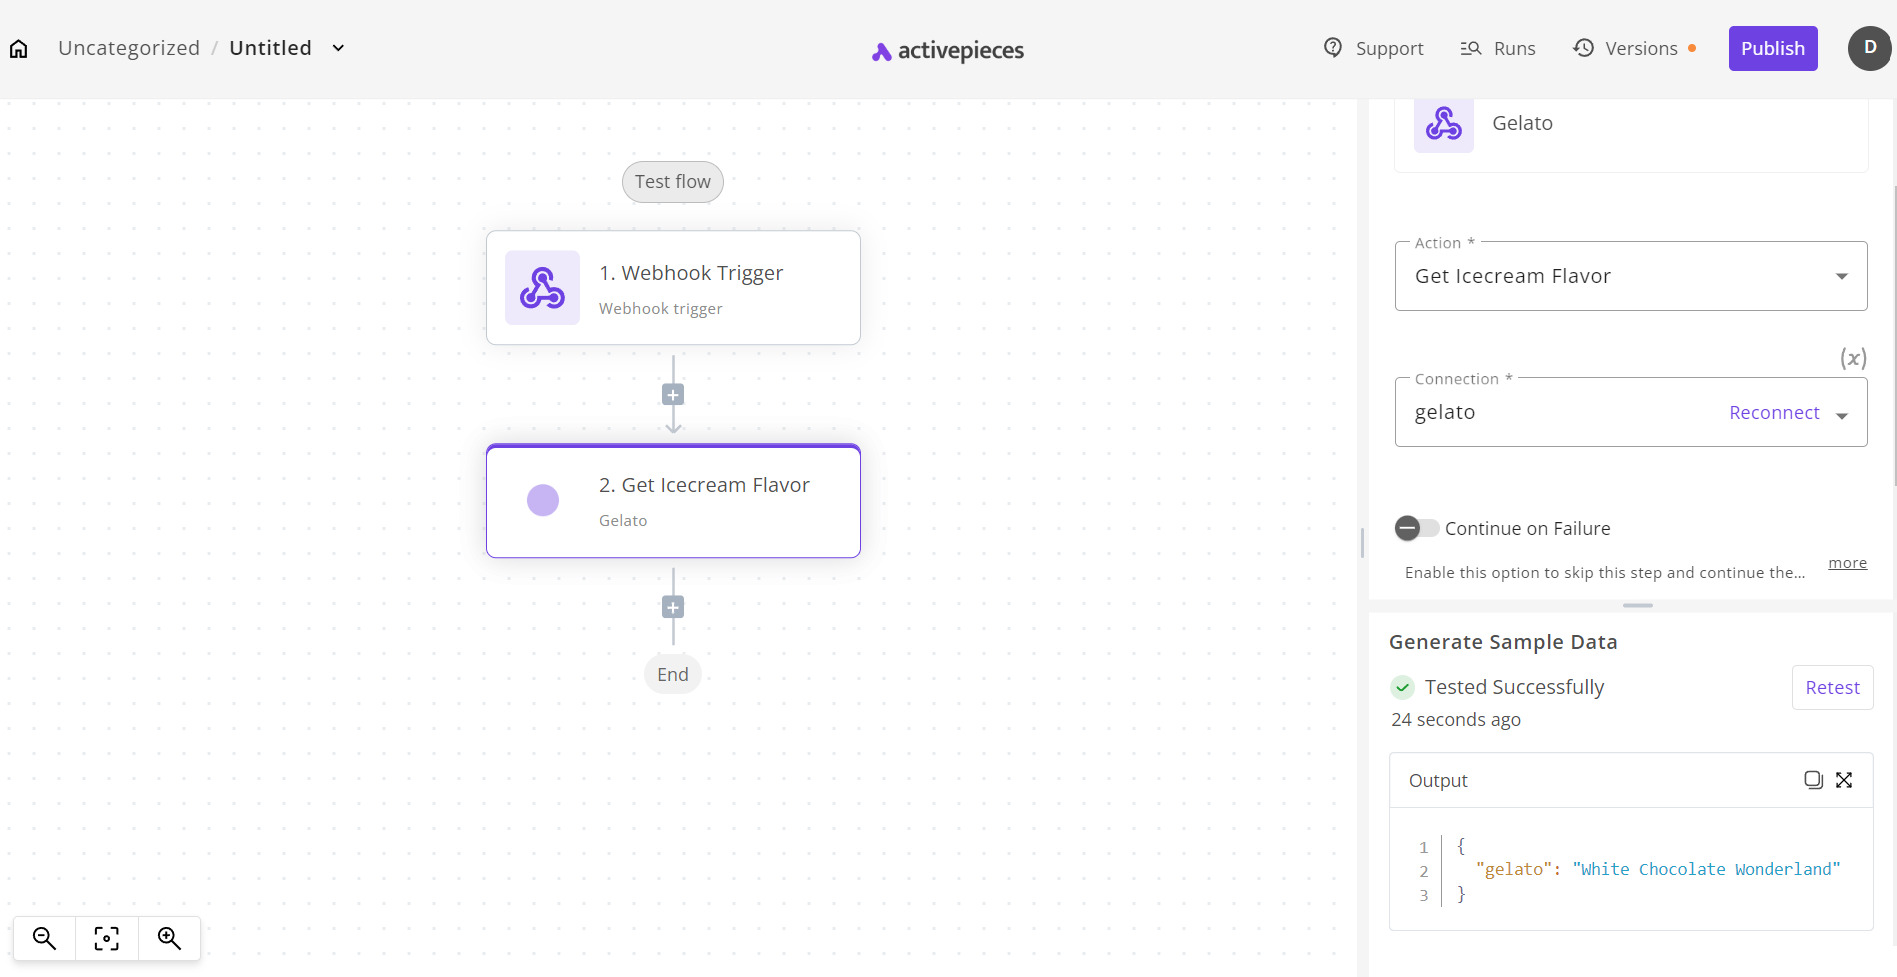 Uncategorized / Untitled
activepieces
Support
Runs
Versions
Publish
D
Test flow
1. Webhook Trigger
Webhook trigger
2. Get Icecream Flavor
Gelato
End
Gelato
Action *
Get Icecream Flavor
(x)
Connection *
gelato
Reconnect
Continue on Failure
Enable this option to skip this step and continue the...
more
Generate Sample Data
Tested Successfully
Retest
24 seconds ago
Output
1 {
2 "gelato": "White Chocolate Wonderland"
3 }